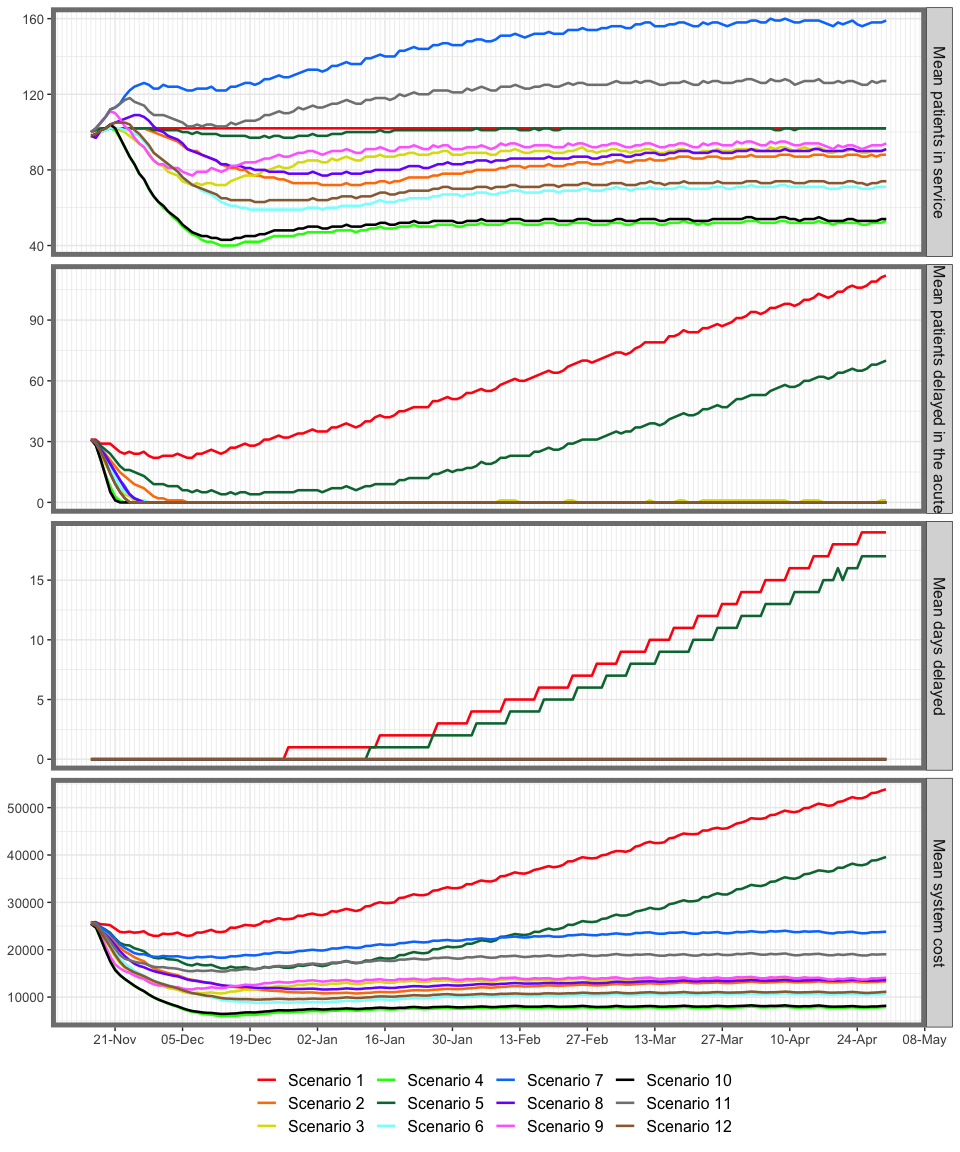 160
120
80
40
Mean patients in service
90
60
30
0
Mean patients delayed in the acute
15
10
5
0
Mean days delayed
50000
40000
30000
20000
10000
Mean system cost
21-Nov 05-Dec 19-Dec 02-Jan 16-Jan 30-Jan 13-Feb 27-Feb 13-Mar 27-Mar 10-Apr 24-Apr 08-May
Scenario 1 Scenario 4 Scenario 7 Scenario 10
Scenario 2 Scenario 5 Scenario 8 Scenario 11
Scenario 3 Scenario 6 Scenario 9 Scenario 12